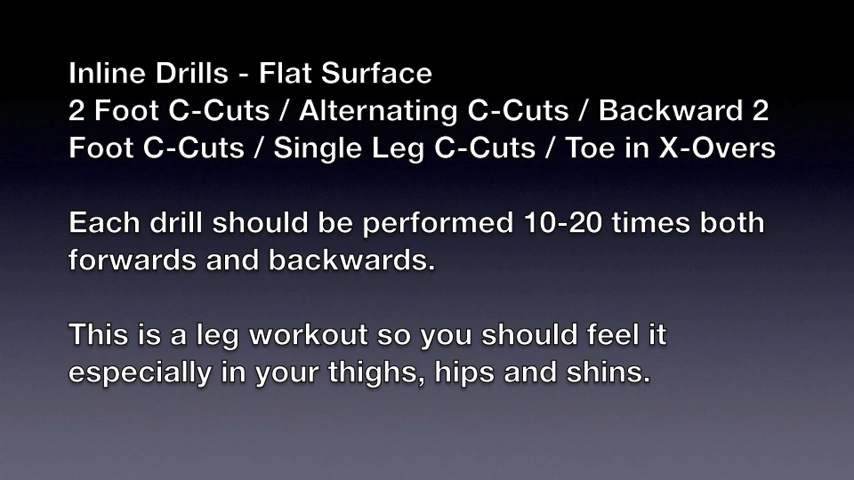 Inline Drills - Flat Surface
2 Foot C-Cuts / Alternating C-Cuts / Backward 2
Foot C-Cuts / Single Leg C-Cuts / Toe in X-Overs
Each drill should be performed 10-20 times both
forwards and backwards.
This is a leg workout so you should feel it
especially in your thighs, hips and shins.